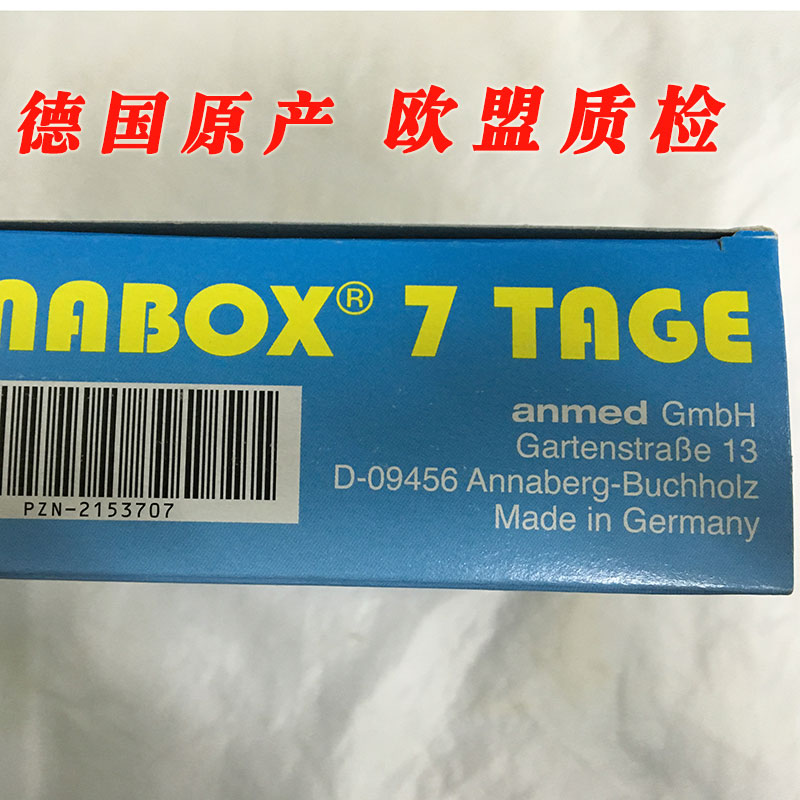 德国原产 欧盟质检
NABOX® 7 TAGE
anmed GmbH
Gartenstraße 13
D-09456 Annaberg-Buchholz
Made in Germany
PZN-2153707